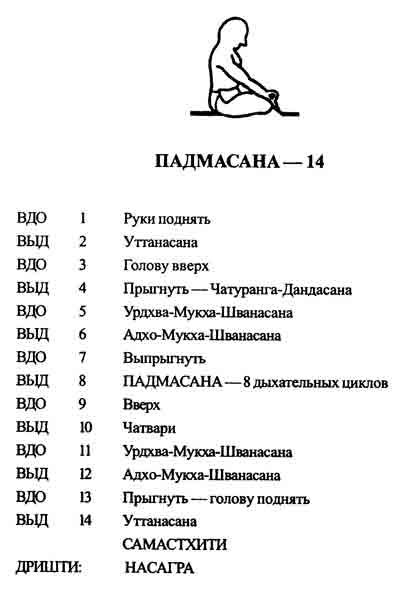 ПАДМАСАНА — 14
ВДО 1 Руки поднять
ВЫД 2 Уттанасана
ВДО 3 Голову вверх
ВЫД 4 Прыгнуть — Чатуранга-Дандасана
ВДО 5 Урдхва-Мукха-Шванасана
ВЫД 6 Адхо-Мукха-Шванасана
ВДО 7 Выпрыгнуть
ВЫД 8 ПАДМАСАНА — 8 дыхательных циклов
ВДО 9 Вверх
ВЫД 10 Чатвари
ВДО 11 Урдхва-Мукха-Шванасана
ВЫД 12 Адхо-Мукха-Шванасана
ВДО 13 Прыгнуть — голову поднять
ВЫД 14 Уттанасана
САМАСТХИТИ
ДРИШТИ: НАСАГРА